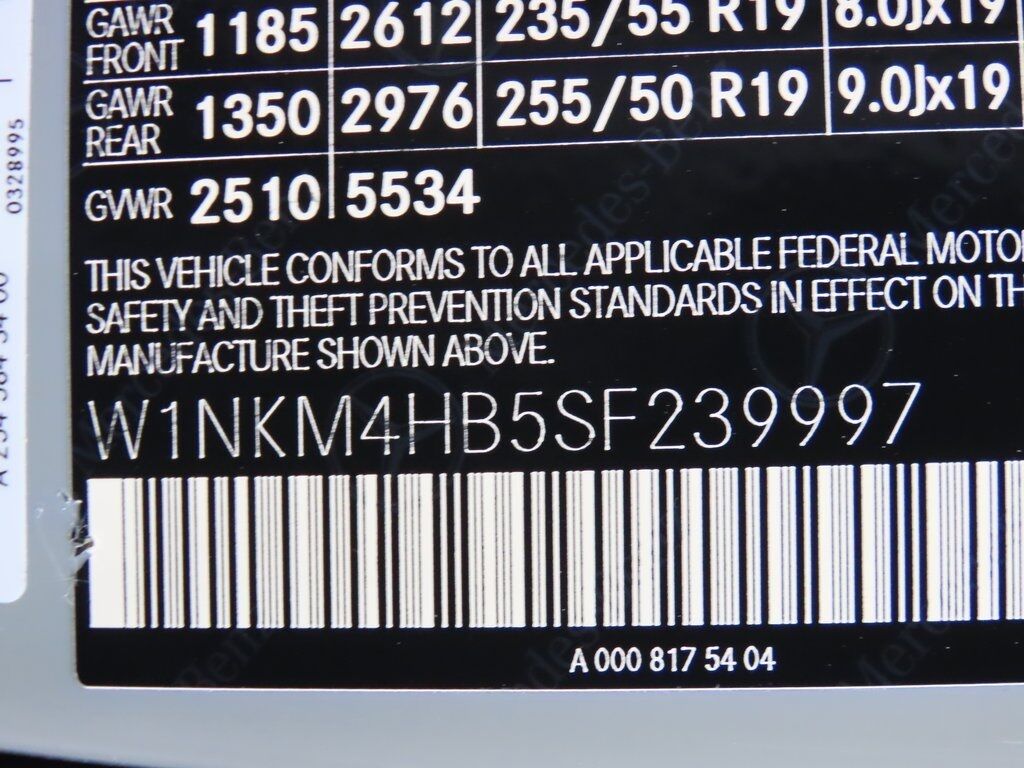 GAWR FRONT 1185 2612 235/55 R19 8.0Jx19
GAWR REAR 1350 2976 255/50 R19 9.0Jx19
GVWR 2510 5534
THIS VEHICLE CONFORMS TO ALL APPLICABLE FEDERAL MOTO
SAFETY AND THEFT PREVENTION STANDARDS IN EFFECT ON TH
MANUFACTURE SHOWN ABOVE.
W1NKM4HB5SF239997
A 000 817 54 04
0328995